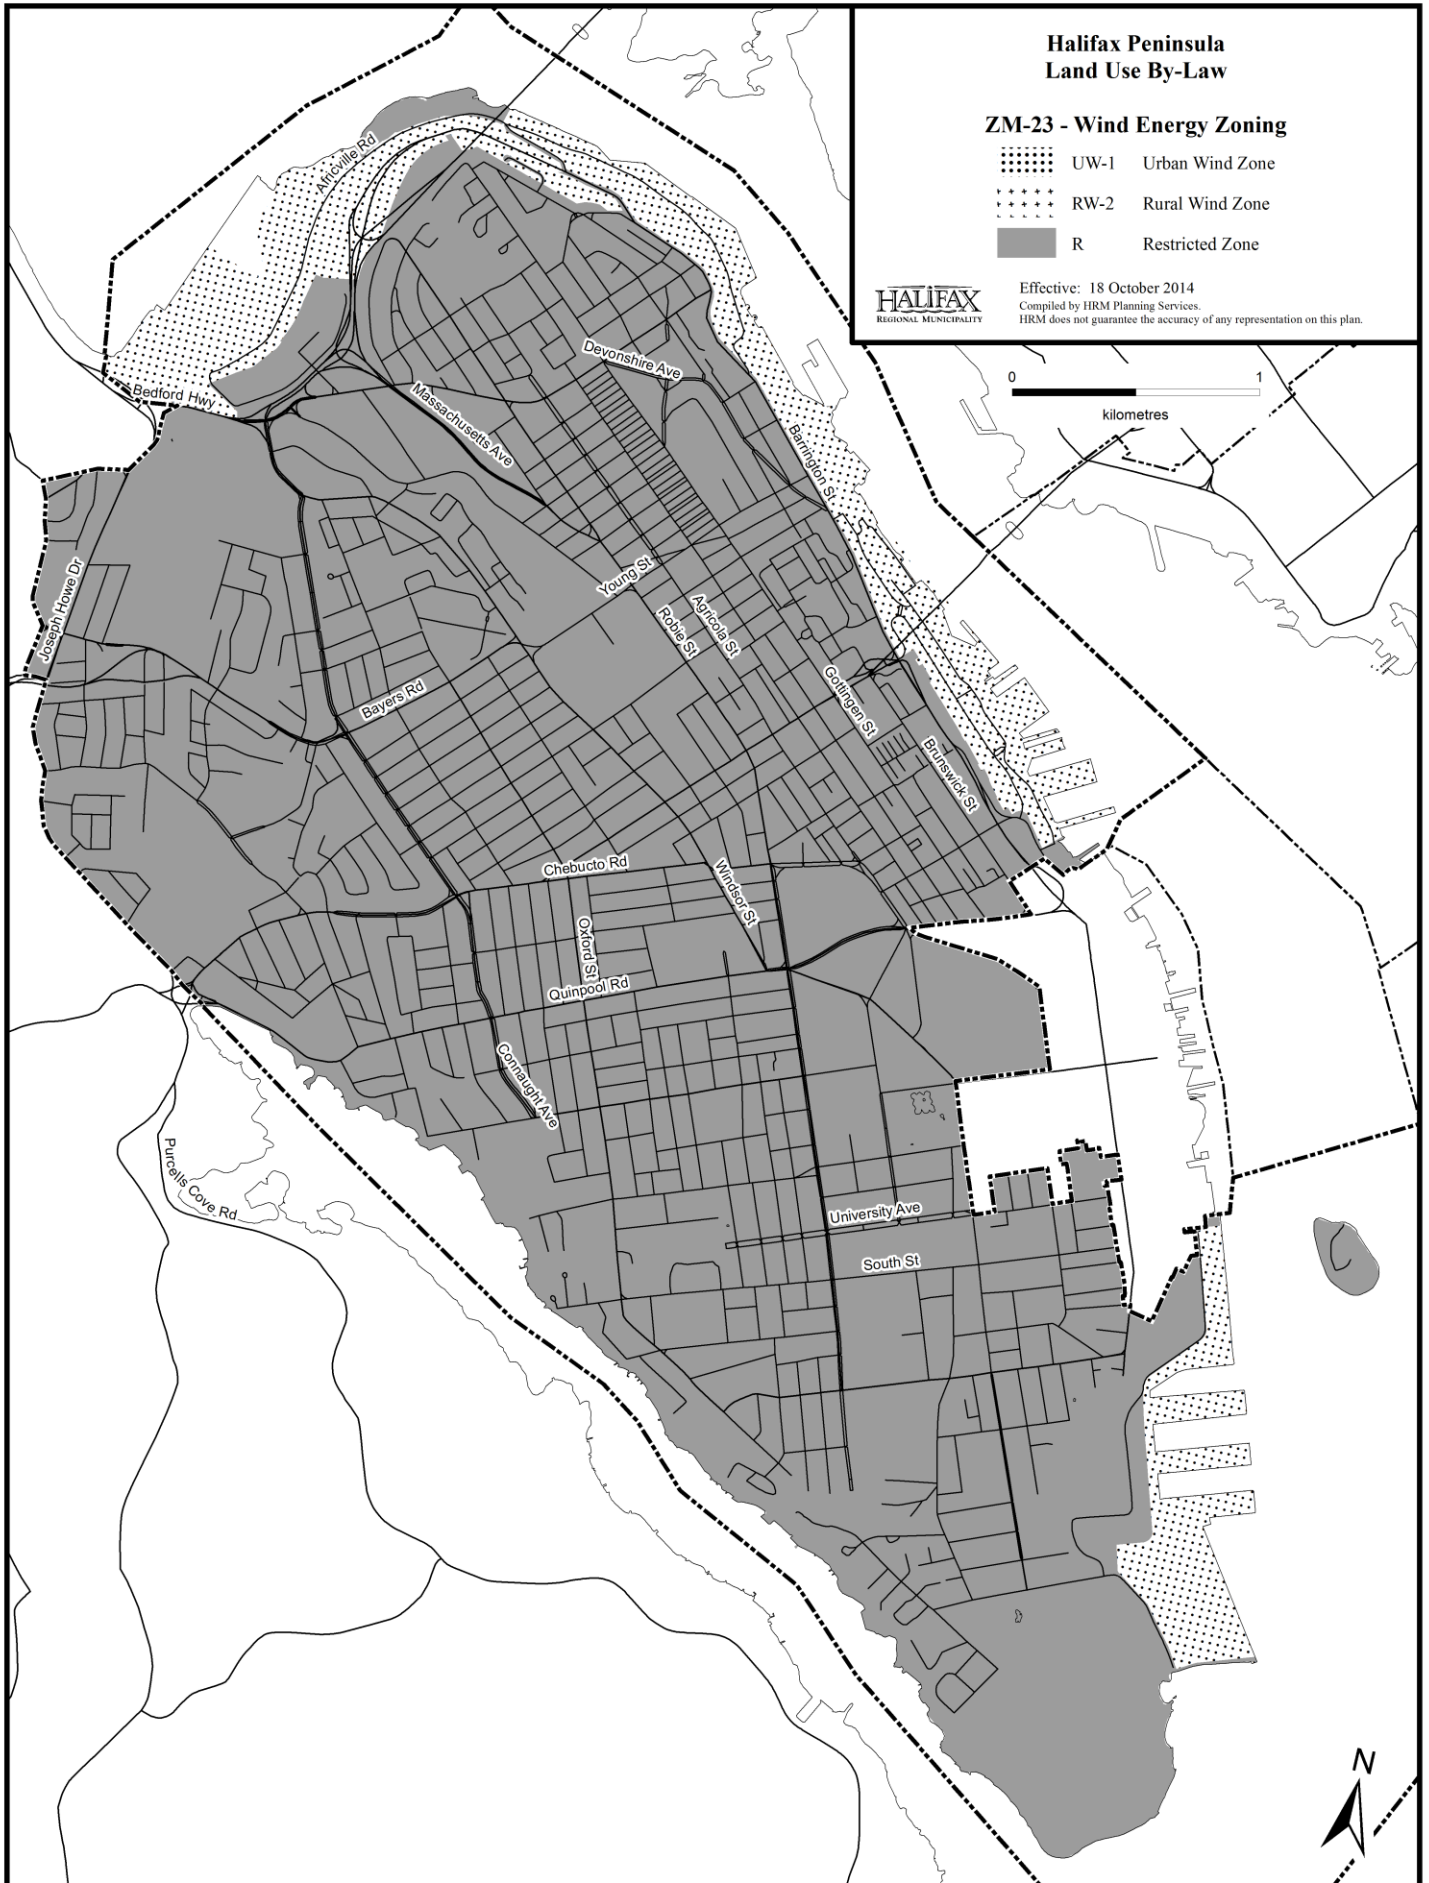 Halifax Peninsula
Land Use By-Law
ZM-23 - Wind Energy Zoning
UW-1 Urban Wind Zone
RW-2 Rural Wind Zone
R Restricted Zone
HALIFAX
REGIONAL MUNICIPALITY
Effective: 18 October 2014
Compiled by HRM Planning Services.
HRM does not guarantee the accuracy of any representation on this plan.
0 1
kilometres
Africville Rd
Bedford Hwy
Devonshire Ave
Massachusetts Ave
Barrington St
Joseph Howe Dr
Young St
Robie St
Agricola St
Bayers Rd
Gottingen St
Brunswick St
Chebucto Rd
Windsor St
Oxford St
Quinpool Rd
Connaught Ave
Purcells Cove Rd
University Ave
South St
N